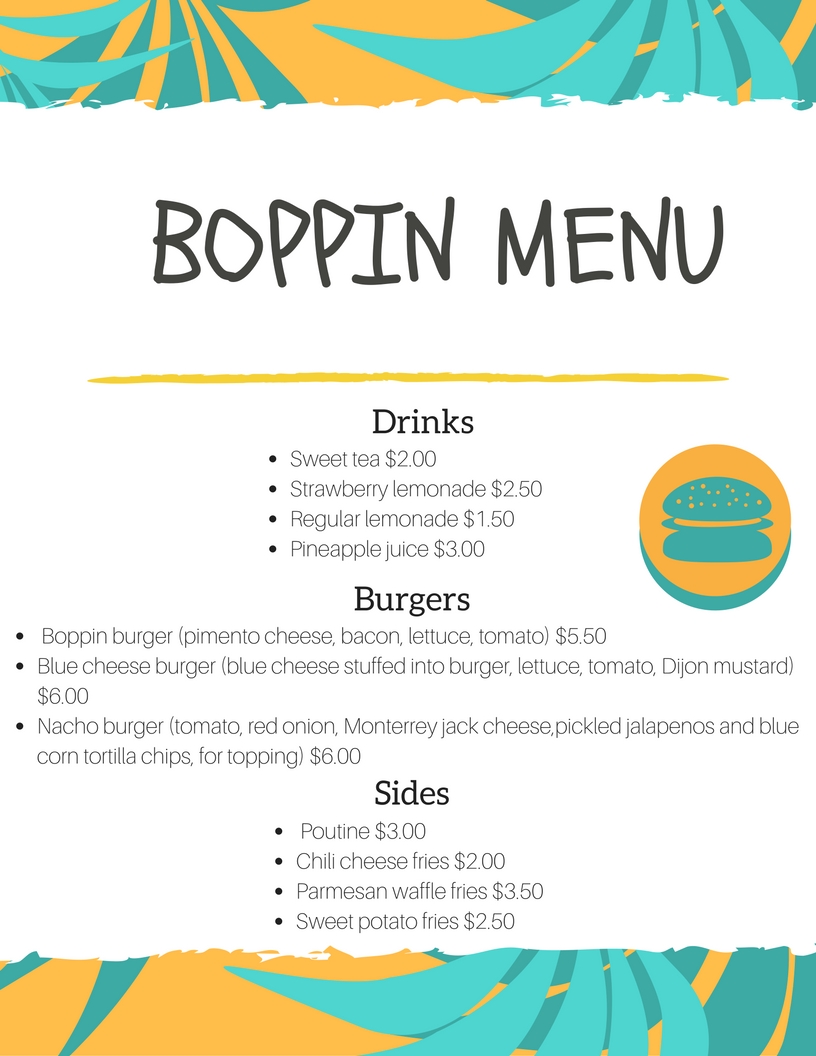 BOPPIN MENU
Drinks
• Sweet tea $2.00
• Strawberry lemonade $2.50
• Regular lemonade $1.50
• Pineapple juice $3.00
Burgers
• Boppin burger (pimento cheese, bacon, lettuce, tomato) $5.50
• Blue cheese burger (blue cheese stuffed into burger, lettuce, tomato, Dijon mustard)
$6.00
• Nacho burger (tomato, red onion, Monterrey jack cheese,pickled jalapenos and blue
corn tortilla chips, for topping) $6.00
Sides
• Poutine $3.00
• Chili cheese fries $2.00
• Parmesan waffle fries $3.50
• Sweet potato fries $2.50